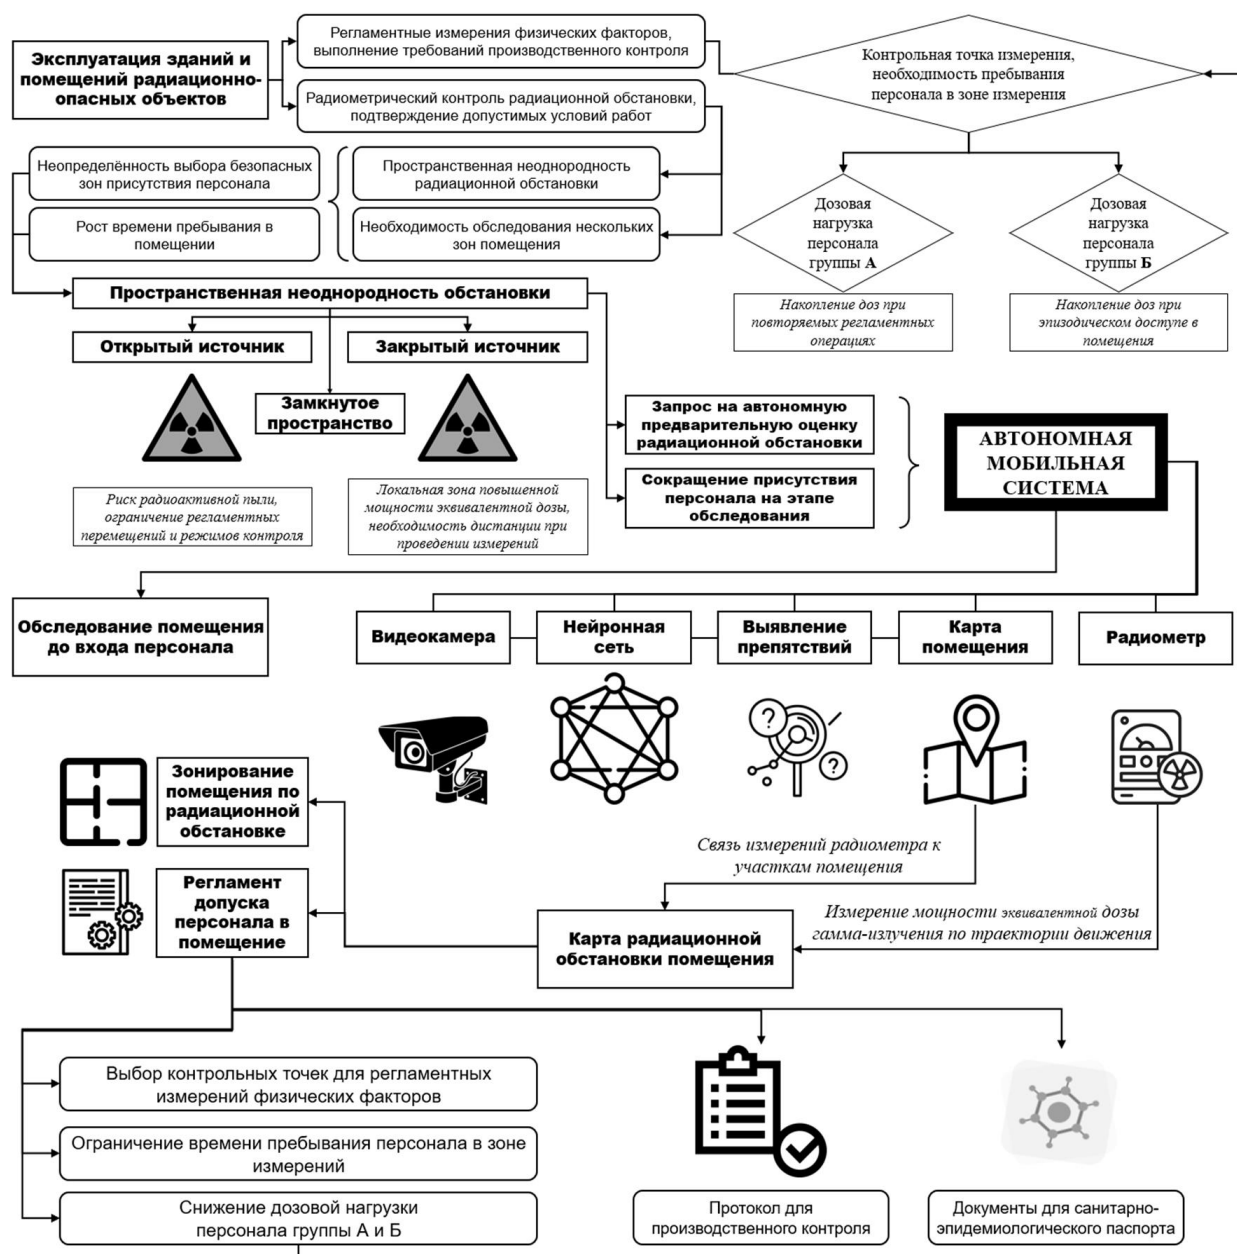 Эксплуатация зданий и
помещений радиационно-
опасных объектов
Регламентные измерения физических факторов,
выполнение требований производственного контроля
Радиометрический контроль радиационной обстановки,
подтверждение допустимых условий работ
Контрольная точка измерения,
необходимость пребывания
персонала в зоне измерения
Неопределённость выбора безопасных
зон присутствия персонала
Рост времени пребывания в
помещении
Пространственная неоднородность
радиационной обстановки
Необходимость обследования нескольких
зон помещения
Дозовая
нагрузка
персонала
группы А
Дозовая
нагрузка
персонала
группы Б
Накопление доз при
повторяемых регламентных
операциях
Накопление доз при
эпизодическом доступе в
помещения
Пространственная неоднородность обстановки
Открытый источник
Закрытый источник
Замкнутое
пространство
Риск радиоактивной пыли,
ограничение регламентных
перемещений и режимов контроля
Локальная зона повышенной
мощности эквивалентной дозы,
необходимость дистанции при
проведении измерений
Запрос на автономную
предварительную оценку
радиационной обстановки
Сокращение присутствия
персонала на этапе
обследования
АВТОНОМНАЯ
МОБИЛЬНАЯ
СИСТЕМА
Обследование помещения
до входа персонала
Видеокамера
Нейронная
сеть
Выявление
препятствий
Карта
помещения
Радиометр
?
?
Зонирование
помещения по
радиационной
обстановке
Регламент
допуска
персонала в
помещение
Связь измерений радиометра к
участкам помещения
Измерение мощности эквивалентной дозы
гамма-излучения по траектории движения
Карта радиационной
обстановки помещения
Выбор контрольных точек для регламентных
измерений физических факторов
Ограничение времени пребывания персонала в зоне
измерений
Снижение дозовой нагрузки
персонала группы А и Б
Протокол для
производственного контроля
Документы для санитарно-
эпидемиологического паспорта